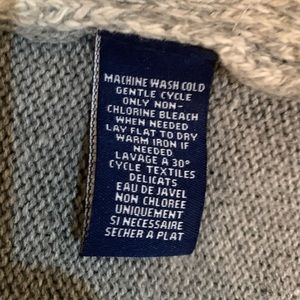 MACHINE WASH COLD
GENTLE CYCLE
ONLY NON-
CHLORINE BLEACH
WHEN NEEDED
LAY FLAT TO DRY
WARM IRON IF
NEEDED
LAVAGE A 30°
CYCLE TEXTILES
DELICATS
EAU DE JAVEL
NON CHLOREE
UNIQUEMENT
SI NECESSAIRE
SECHER A PLAT